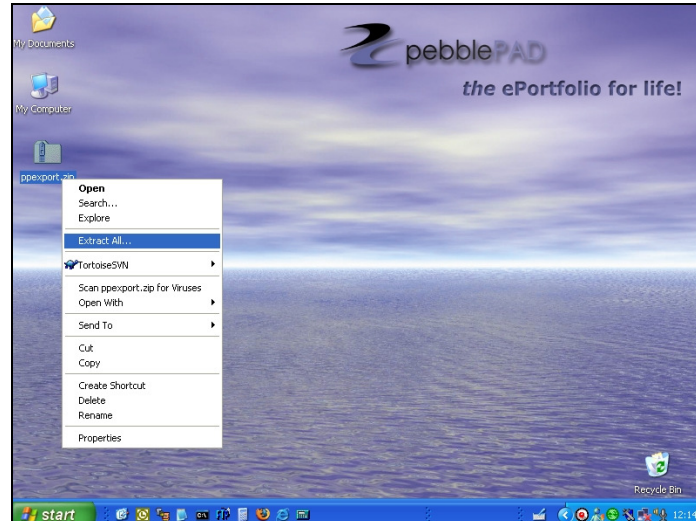 My Documents
pebblePAD
the ePortfolio for life!
My Computer
ppexport.zip
Open
Search...
Explore
Extract All...
TortoiseSVN
Scan ppexport.zip for Viruses
Open With
Send To
Cut
Copy
Create Shortcut
Delete
Rename
Properties
Recycle Bin
start
12:14